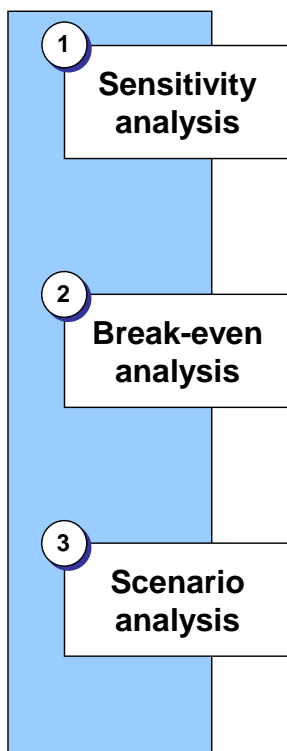 1
Sensitivity
analysis
2
Break-even
analysis
3
Scenario
analysis